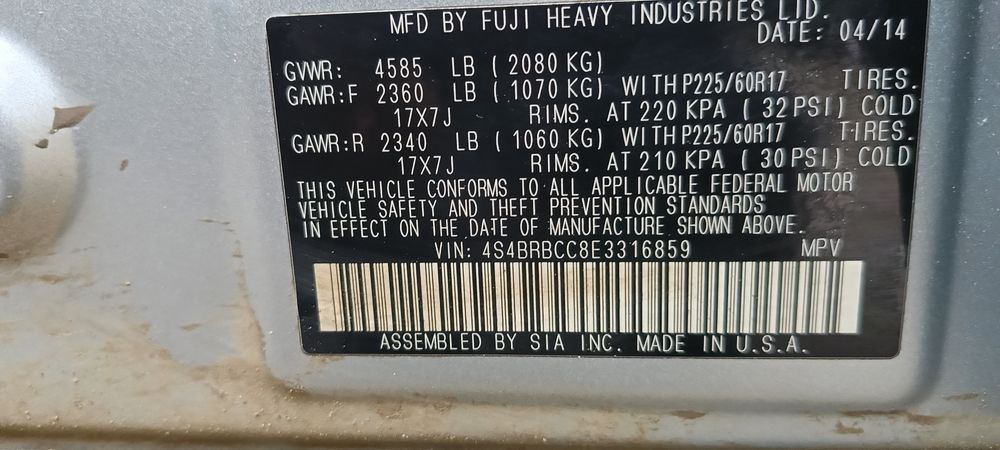 MFD BY FUJI HEAVY INDUSTRIES LTD.
DATE: 04/14
GVWR: 4585 LB ( 2080 KG)
GAWR:F 2360 LB ( 1070 KG) WITH P225/60R17 TIRES.
17X7J RIMS. AT 220 KPA ( 32 PSI) COLD
GAWR:R 2340 LB ( 1060 KG) WITH P225/60R17 TIRES.
17X7J RIMS. AT 210 KPA ( 30 PSI) COLD
THIS VEHICLE CONFORMS TO ALL APPLICABLE FEDERAL MOTOR
VEHICLE SAFETY AND THEFT PREVENTION STANDARDS
IN EFFECT ON THE DATE OF MANUFACTURE SHOWN ABOVE.
VIN: 4S4BRBCC8E3316859 MPV
ASSEMBLED BY SIA INC. MADE IN U.S.A.